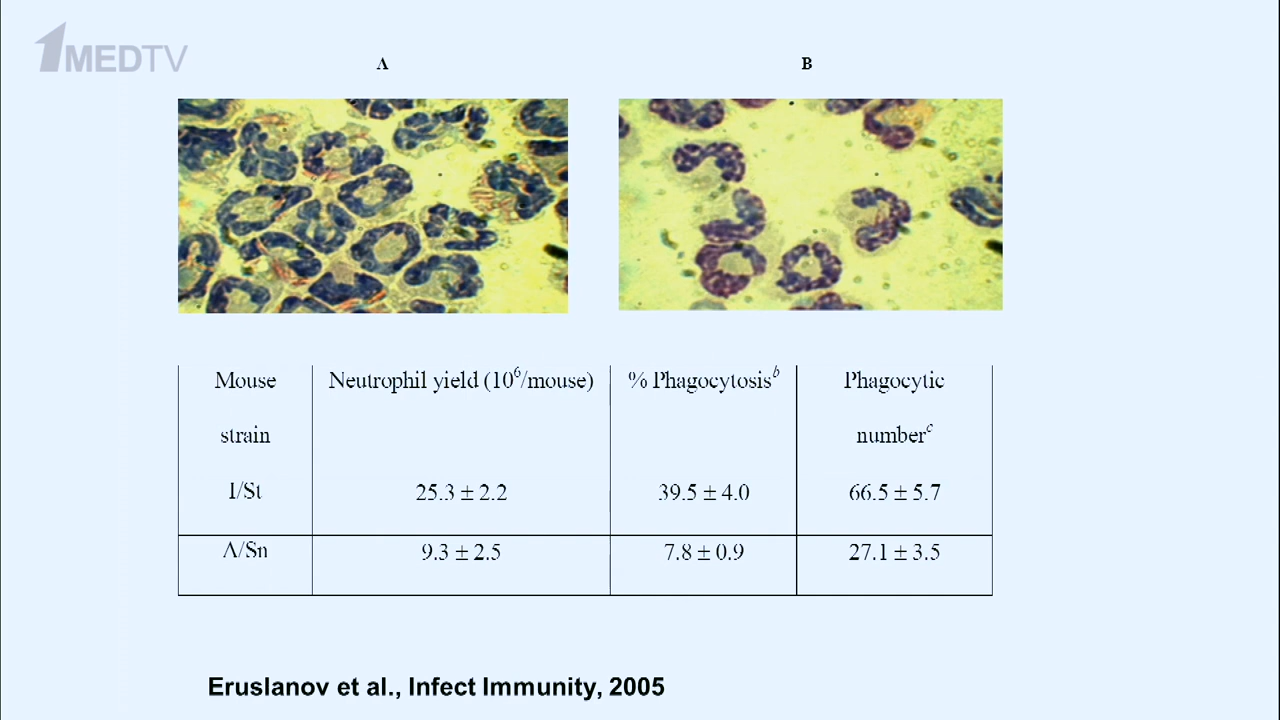 1MEDTV
A
B
Mouse strain Neutrophil yield (10⁶/mouse) % Phagocytosisᵇ Phagocytic numberᶜ
I/St 25.3 ± 2.2 39.5 ± 4.0 66.5 ± 5.7
A/Sn 9.3 ± 2.5 7.8 ± 0.9 27.1 ± 3.5
Eruslanov et al., Infect Immunity, 2005